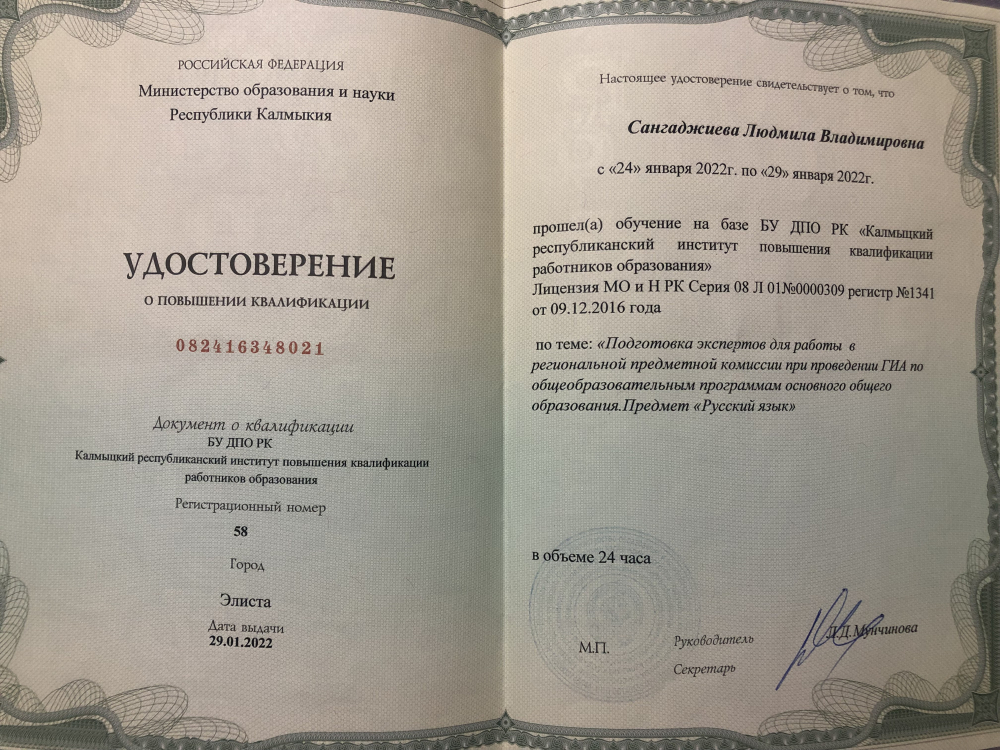 РОССИЙСКАЯ ФЕДЕРАЦИЯ
Министерство образования и науки
Республики Калмыкия
УДОСТОВЕРЕНИЕ
О ПОВЫШЕНИИ КВАЛИФИКАЦИИ
082416348021
Документ о квалификации
БУ ДПО РК
Калмыцкий республиканский институт повышения квалификации
работников образования
Регистрационный номер
58
Город
Элиста
Дата выдачи
29.01.2022
Настоящее удостоверение свидетельствует о том, что
Сангаджиева Людмила Владимировна
с «24» января 2022г. по «29» января 2022г.
прошел(а) обучение на базе БУ ДПО РК «Калмыцкий
республиканский институт повышения квалификации
работников образования»
Лицензия МО и Н РК Серия 08 Л 01№0000309 регистр №1341
от 09.12.2016 года
по теме: «Подготовка экспертов для работы в
региональной предметной комиссии при проведении ГИА по
общеобразовательным программам основного общего
образования.Предмет «Русский язык»
в объеме 24 часа
М.П.
Руководитель
Д.Мунчинова
Секретарь